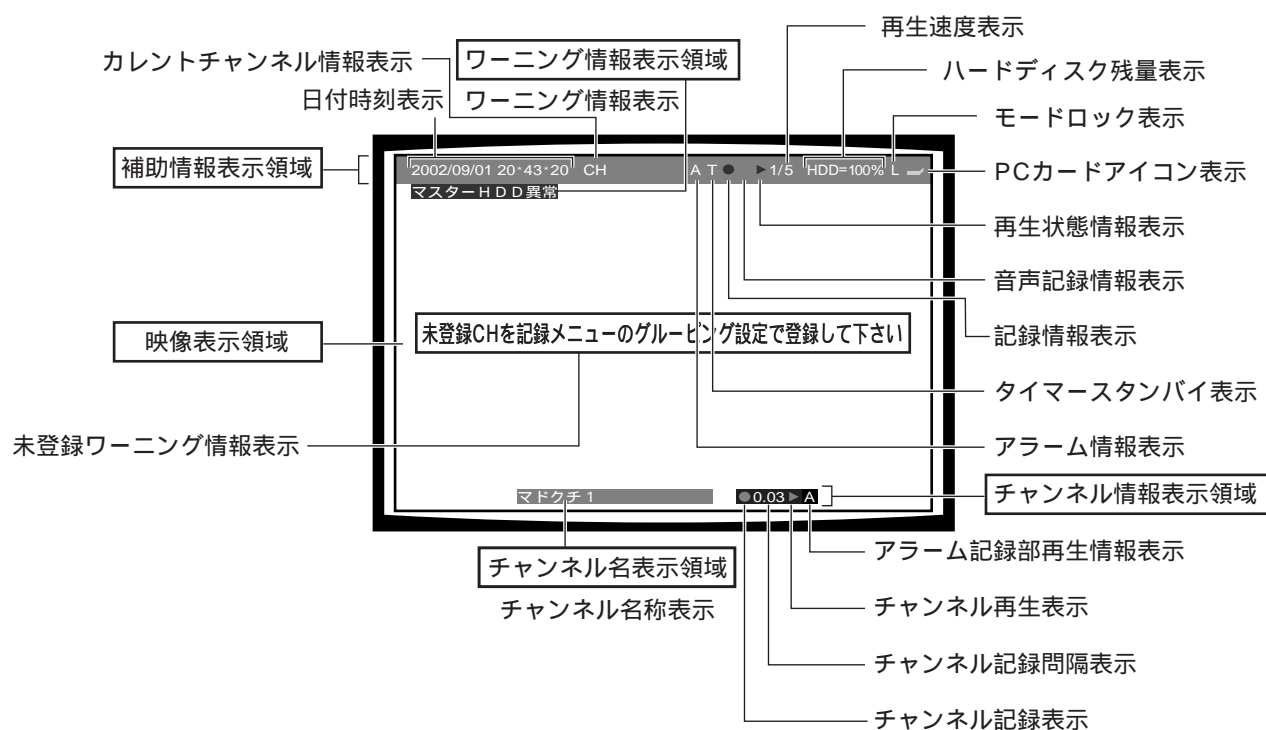 再生速度表示
カレントチャンネル情報表示
ワーニング情報表示領域
ハードディスク残量表示
日付時刻表示
ワーニング情報表示
モードロック表示
補助情報表示領域
2002/09/01 20*43*20 CH A T ● ▶1/5 HDD=100% L
PCカードアイコン表示
マスターHDD異常
再生状態情報表示
音声記録情報表示
映像表示領域
未登録CHを記録メニューのグルーピング設定で登録して下さい
記録情報表示
タイマースタンバイ表示
未登録ワーニング情報表示
アラーム情報表示
マドクチ1
●0.03▶A
チャンネル情報表示領域
アラーム記録部再生情報表示
チャンネル名表示領域
チャンネル名称表示
チャンネル再生表示
チャンネル記録間隔表示
チャンネル記録表示